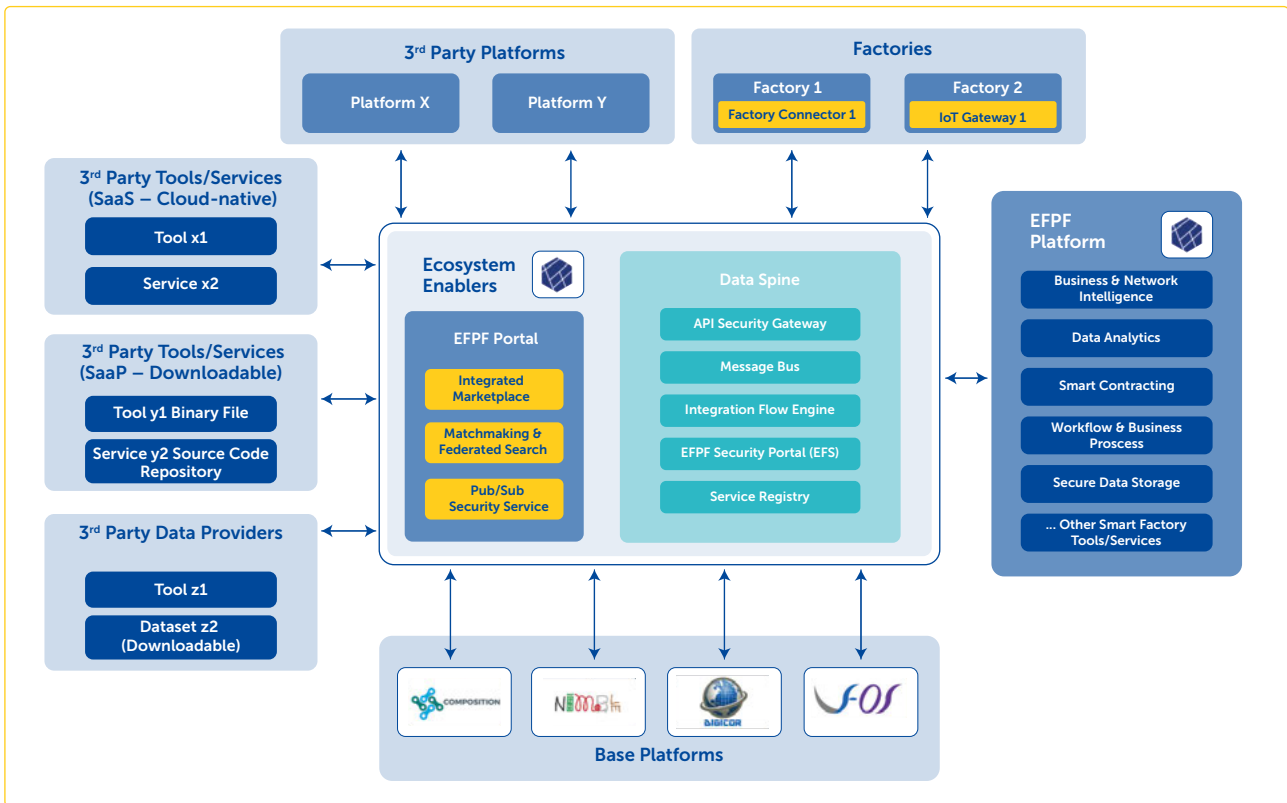 3rd Party Platforms
Platform X
Platform Y
Factories
Factory 1
Factory Connector 1
Factory 2
IoT Gateway 1
3rd Party Tools/Services
(SaaS – Cloud-native)
Tool x1
Service x2
3rd Party Tools/Services
(SaaP – Downloadable)
Tool y1 Binary File
Service y2 Source Code
Repository
3rd Party Data Providers
Tool z1
Dataset z2
(Downloadable)
Ecosystem
Enablers
EFPF Portal
Integrated
Marketplace
Matchmaking &
Federated Search
Pub/Sub
Security Service
Data Spine
API Security Gateway
Message Bus
Integration Flow Engine
EFPF Security Portal (EFS)
Service Registry
EFPF
Platform
Business & Network
Intelligence
Data Analytics
Smart Contracting
Workflow & Business
Proscess
Secure Data Storage
... Other Smart Factory
Tools/Services
COMPOSITION
NIMBLE
DIGICOR
vf-OS
Base Platforms